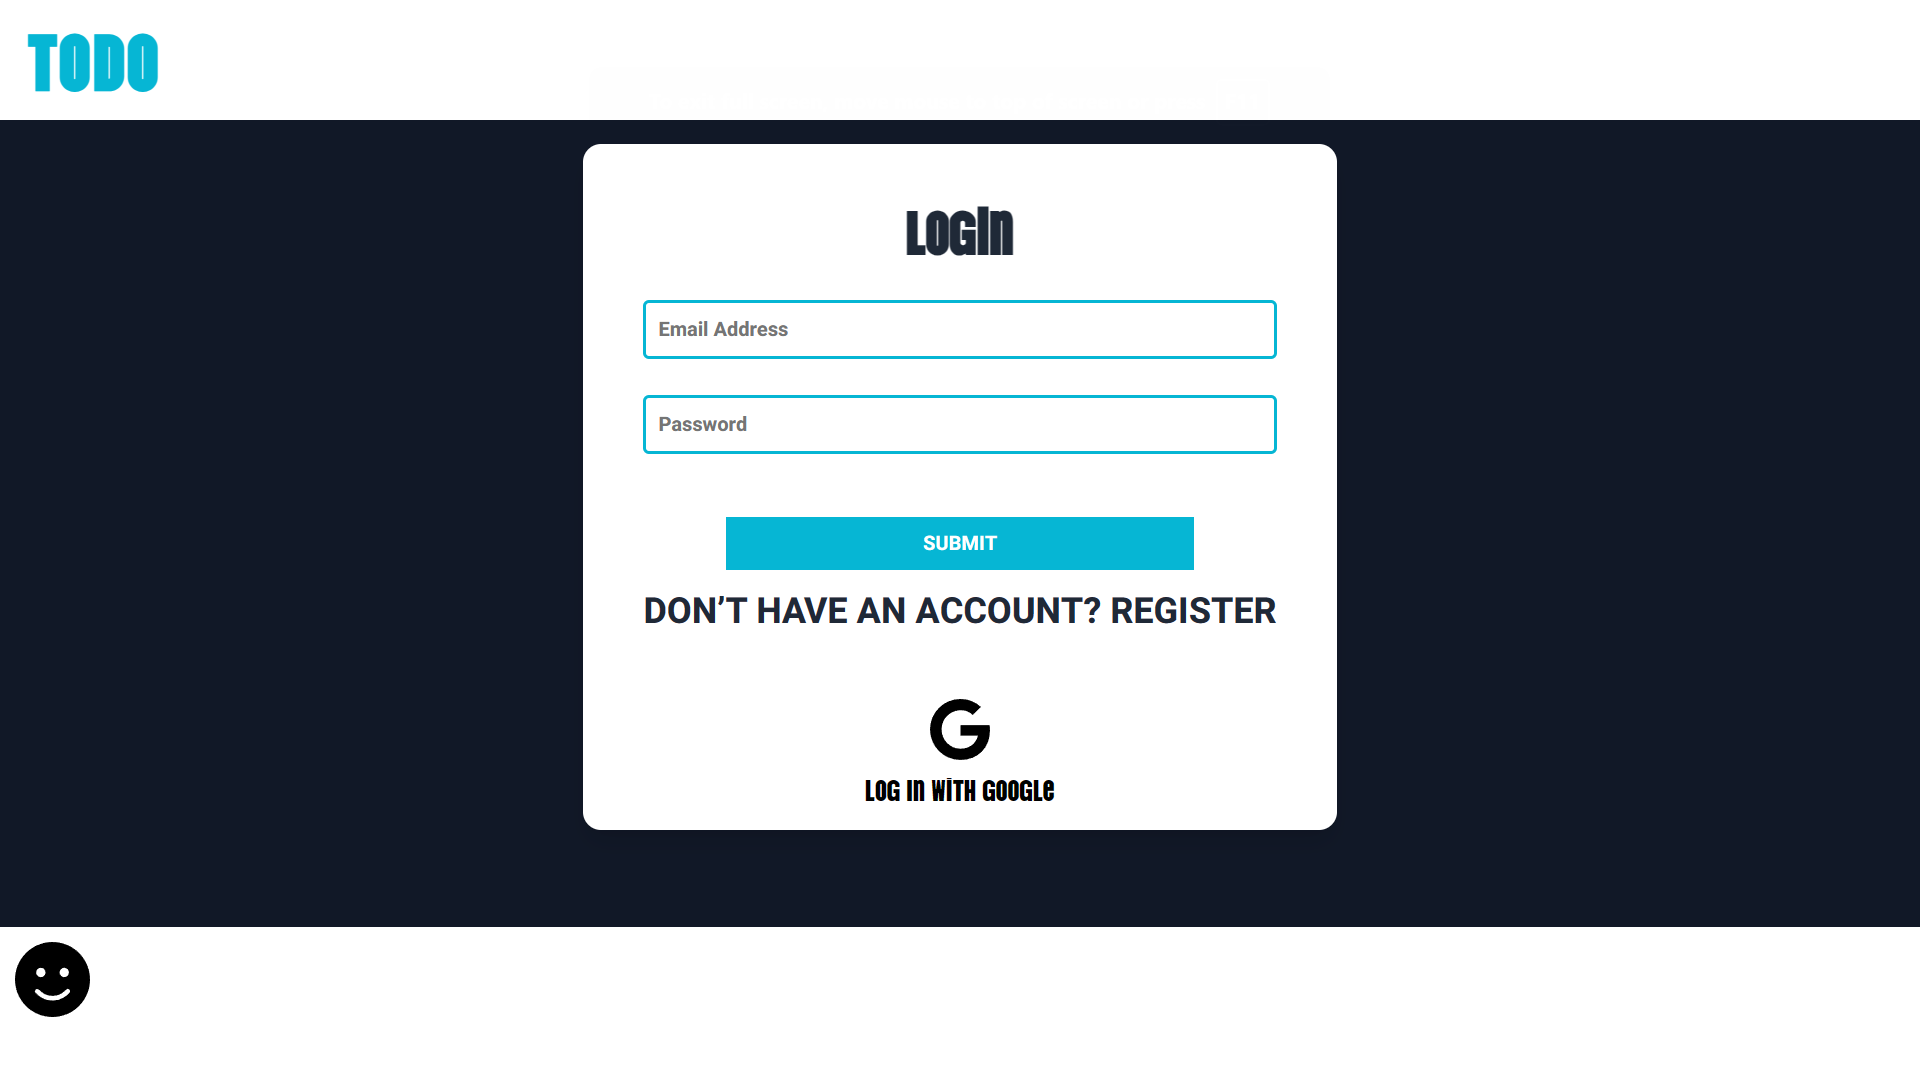 TODO
LOGIN
Email Address
Password
SUBMIT
DON’T HAVE AN ACCOUNT? REGISTER
LOG IN WITH GOOGLE